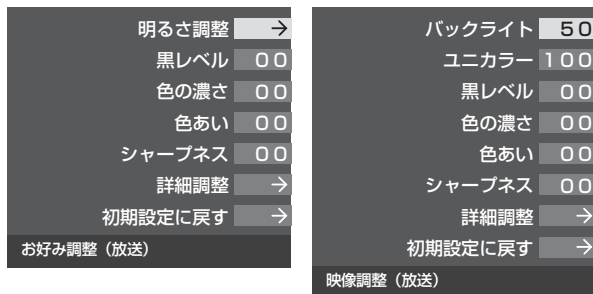 明るさ調整 →
黒レベル 00
色の濃さ 00
色あい 00
シャープネス 00
詳細調整 →
初期設定に戻す →
お好み調整（放送）
バックライト 50
ユニカラー 100
黒レベル 00
色の濃さ 00
色あい 00
シャープネス 00
詳細調整 →
初期設定に戻す →
映像調整（放送）